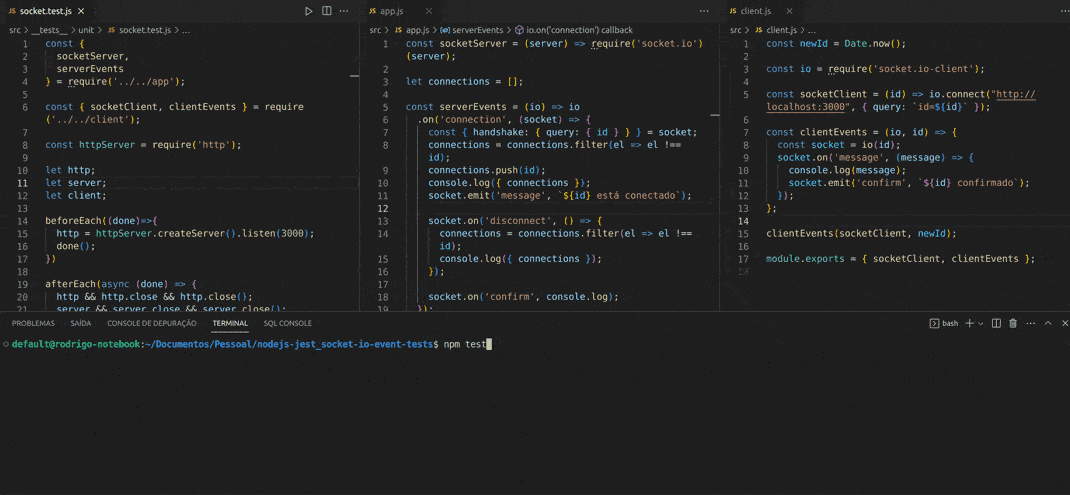 JS socket.test.js ×
src > __tests__ > unit > JS socket.test.js > ...
1 const {
2 socketServer,
3 serverEvents
4 } = require('../../app');
5
6 const { socketClient, clientEvents } = require
('../../client');
7
8 const httpServer = require('http');
9
10 let http;
11 let server;
12 let client;
13
14 beforeEach((done)=>{
15 http = httpServer.createServer().listen(3000);
16 done();
17 })
18
19 afterEach(async (done) => {
20 http && http.close && http.close();
21 server && server.close && server.close();
JS app.js ×
src > JS app.js > serverEvents > io.on('connection') callback
1 const socketServer = (server) => require('socket.io')
(server);
2
3 let connections = [];
4
5 const serverEvents = (io) => io
6 .on('connection', (socket) => {
7 const { handshake: { query: { id } } } = socket;
8 connections = connections.filter(el => el !==
id);
9 connections.push(id);
10 console.log({ connections });
11 socket.emit('message', `${id} está conectado`);
12
13 socket.on('disconnect', () => {
14 connections = connections.filter(el => el !==
id);
15 console.log({ connections });
16 });
17
18 socket.on('confirm', console.log);
19 });
JS client.js ×
src > JS client.js > ...
1 const newId = Date.now();
2
3 const io = require('socket.io-client');
4
5 const socketClient = (id) => io.connect("http://
localhost:3000", { query: `id=${id}` });
6
7 const clientEvents = (io, id) => {
8 const socket = io(id);
9 socket.on('message', (message) => {
10 console.log(message);
11 socket.emit('confirm', `${id} confirmado`);
12 });
13 };
14
15 clientEvents(socketClient, newId);
16
17 module.exports = { socketClient, clientEvents };
18
PROBLEMAS SAÍDA CONSOLE DE DEPURAÇÃO TERMINAL SQL CONSOLE
bash
default@rodrigo-notebook:~/Documentos/Pessoal/nodejs-jest_socket-io-event-tests$ npm test